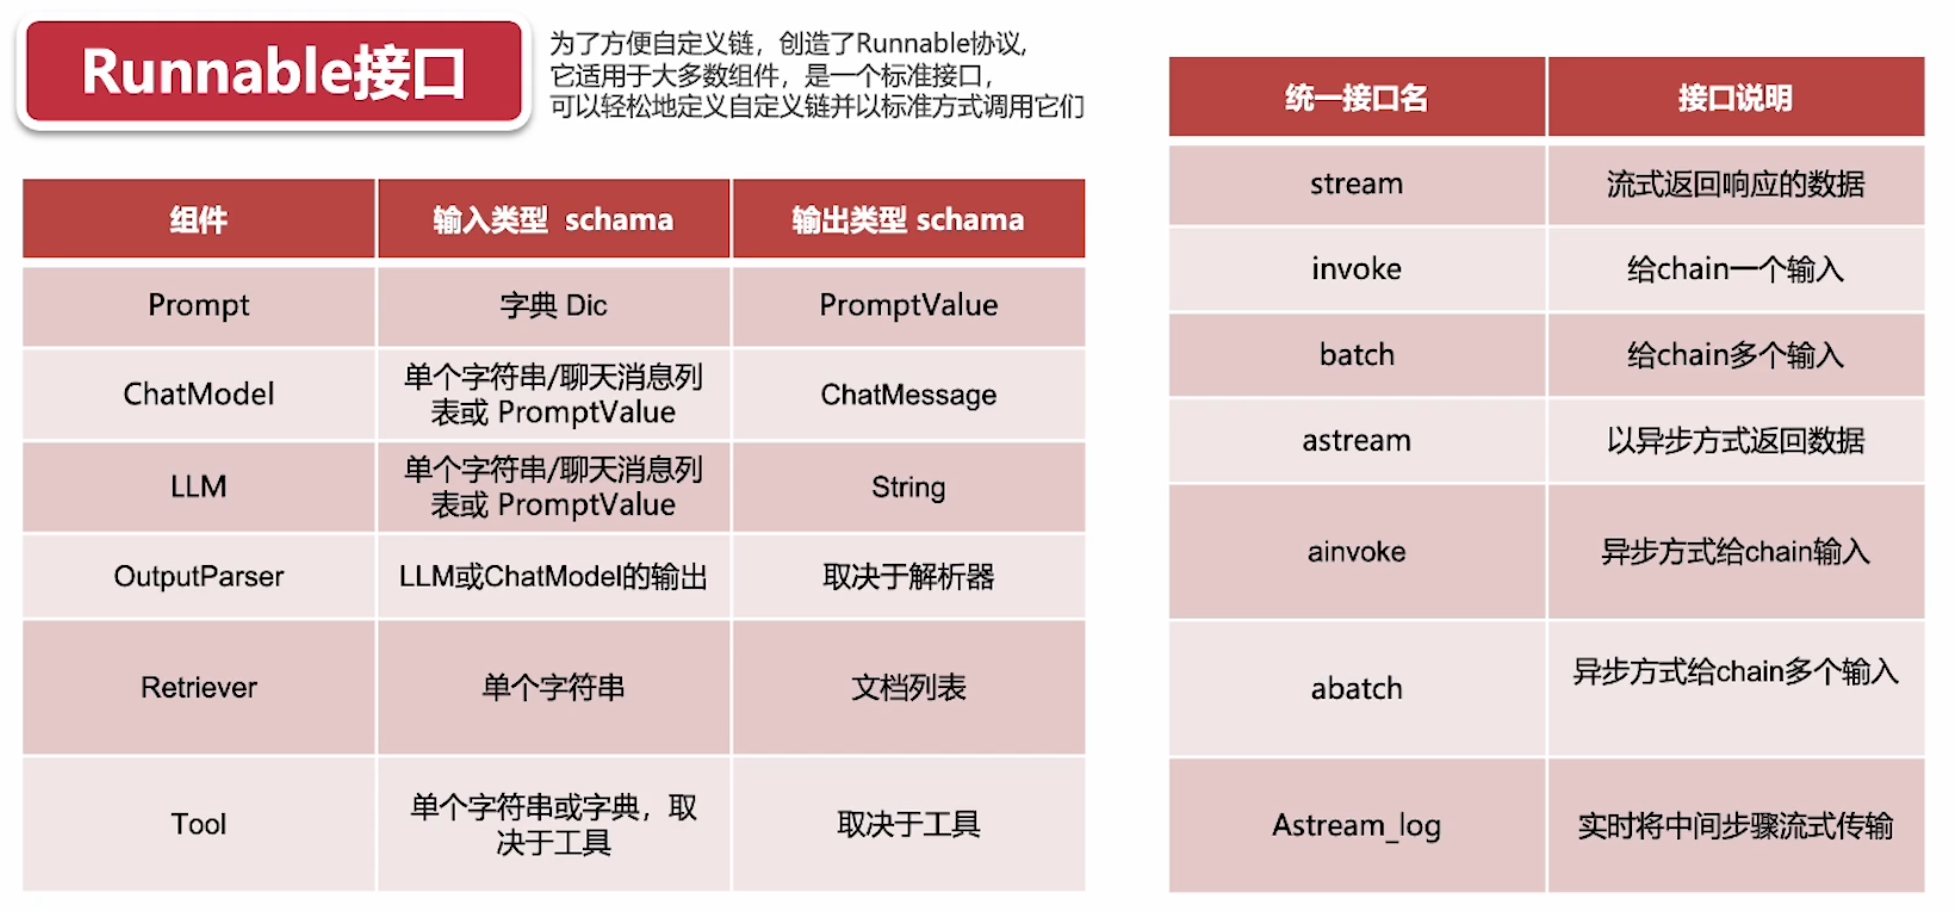 Runnable接口
为了方便自定义链，创造了Runnable协议,
它适用于大多数组件，是一个标准接口，
可以轻松地定义自定义链并以标准方式调用它们
组件 输入类型 schama 输出类型 schama
Prompt 字典 Dic PromptValue
ChatModel 单个字符串/聊天消息列 ChatMessage
表或 PromptValue
LLM 单个字符串/聊天消息列 String
表或 PromptValue
OutputParser LLM或ChatModel的输出 取决于解析器
Retriever 单个字符串 文档列表
Tool 单个字符串或字典，取 取决于工具
决于工具
统一接口名 接口说明
stream 流式返回响应的数据
invoke 给chain一个输入
batch 给chain多个输入
astream 以异步方式返回数据
ainvoke 异步方式给chain输入
abatch 异步方式给chain多个输入
Astream_log 实时将中间步骤流式传输